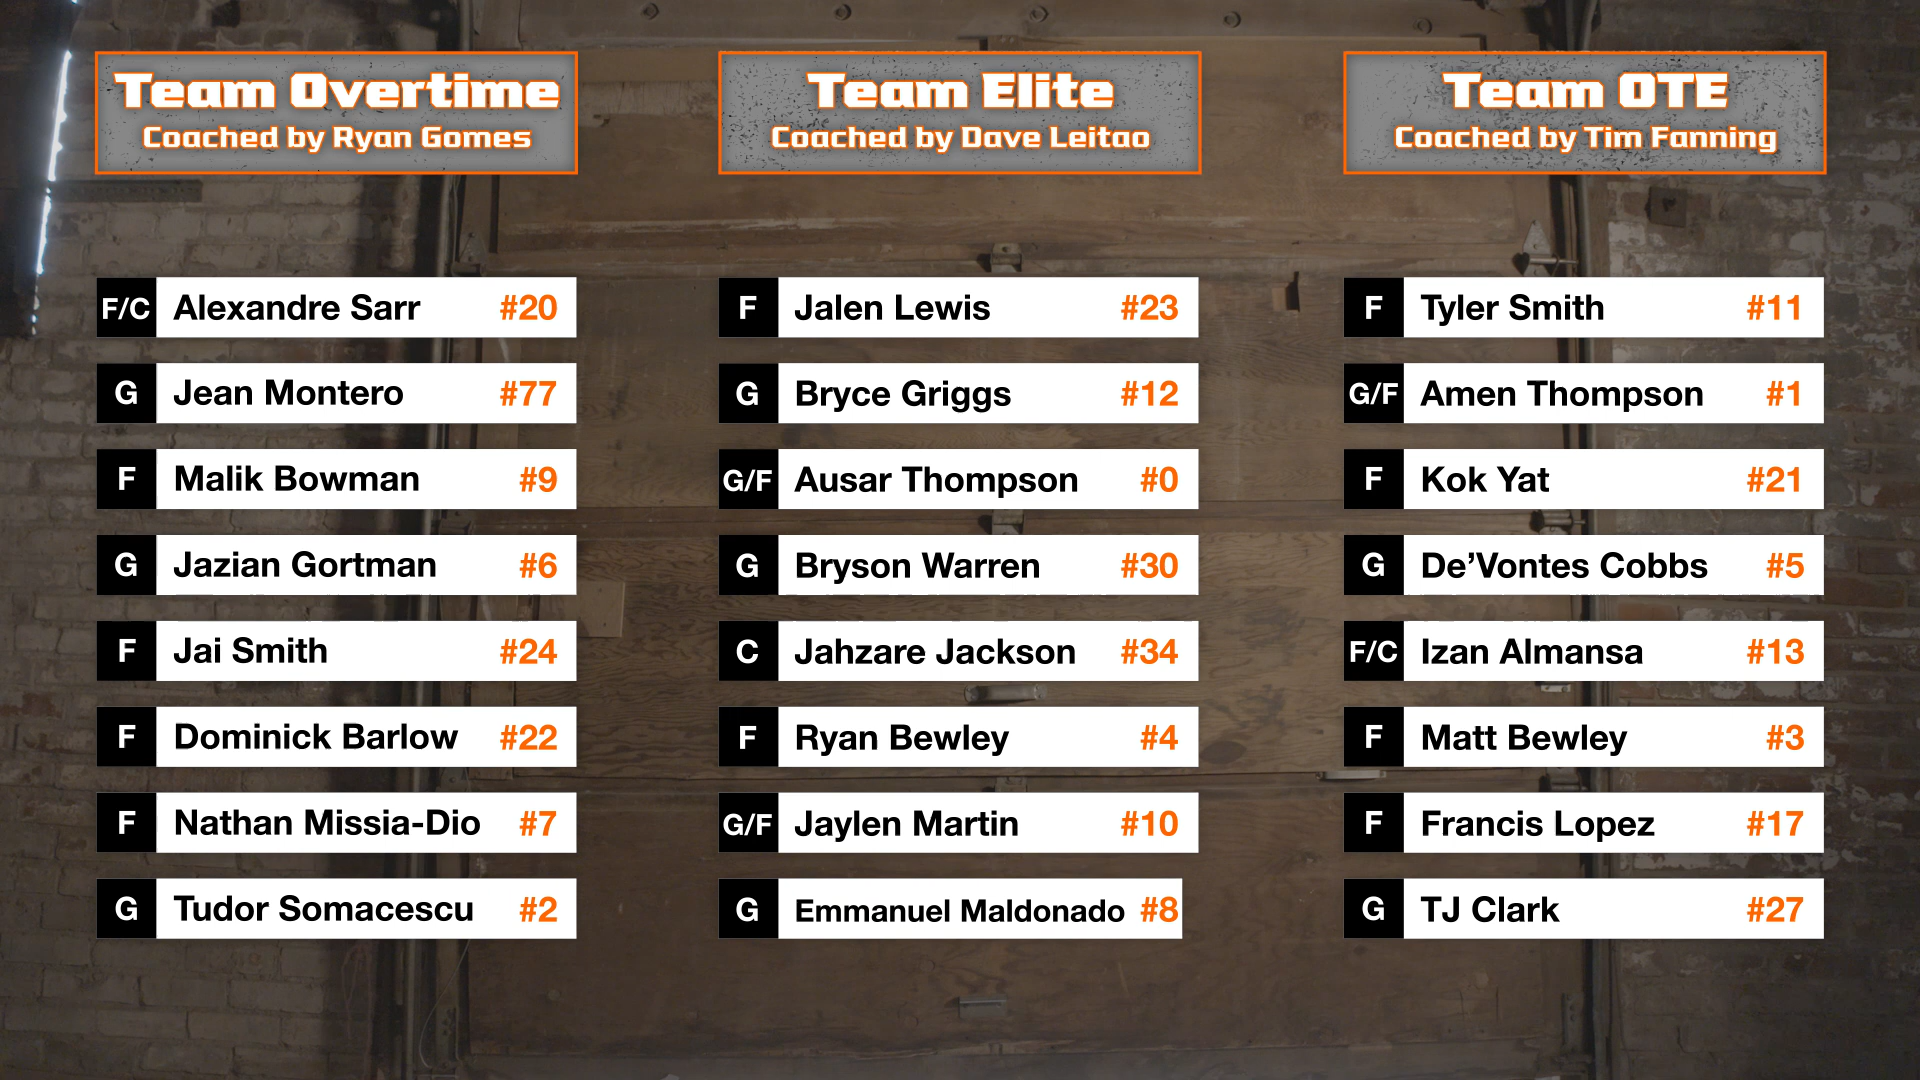 Team Overtime
Coached by Ryan Gomes
F/C Alexandre Sarr #20
G Jean Montero #77
F Malik Bowman #9
G Jazian Gortman #6
F Jai Smith #24
F Dominick Barlow #22
F Nathan Missia-Dio #7
G Tudor Somacescu #2
Team Elite
Coached by Dave Leitao
F Jalen Lewis #23
G Bryce Griggs #12
G/F Ausar Thompson #0
G Bryson Warren #30
C Jahzare Jackson #34
F Ryan Bewley #4
G/F Jaylen Martin #10
G Emmanuel Maldonado #8
Team OTE
Coached by Tim Fanning
F Tyler Smith #11
G/F Amen Thompson #1
F Kok Yat #21
G De’Vontes Cobbs #5
F/C Izan Almansa #13
F Matt Bewley #3
F Francis Lopez #17
G TJ Clark #27